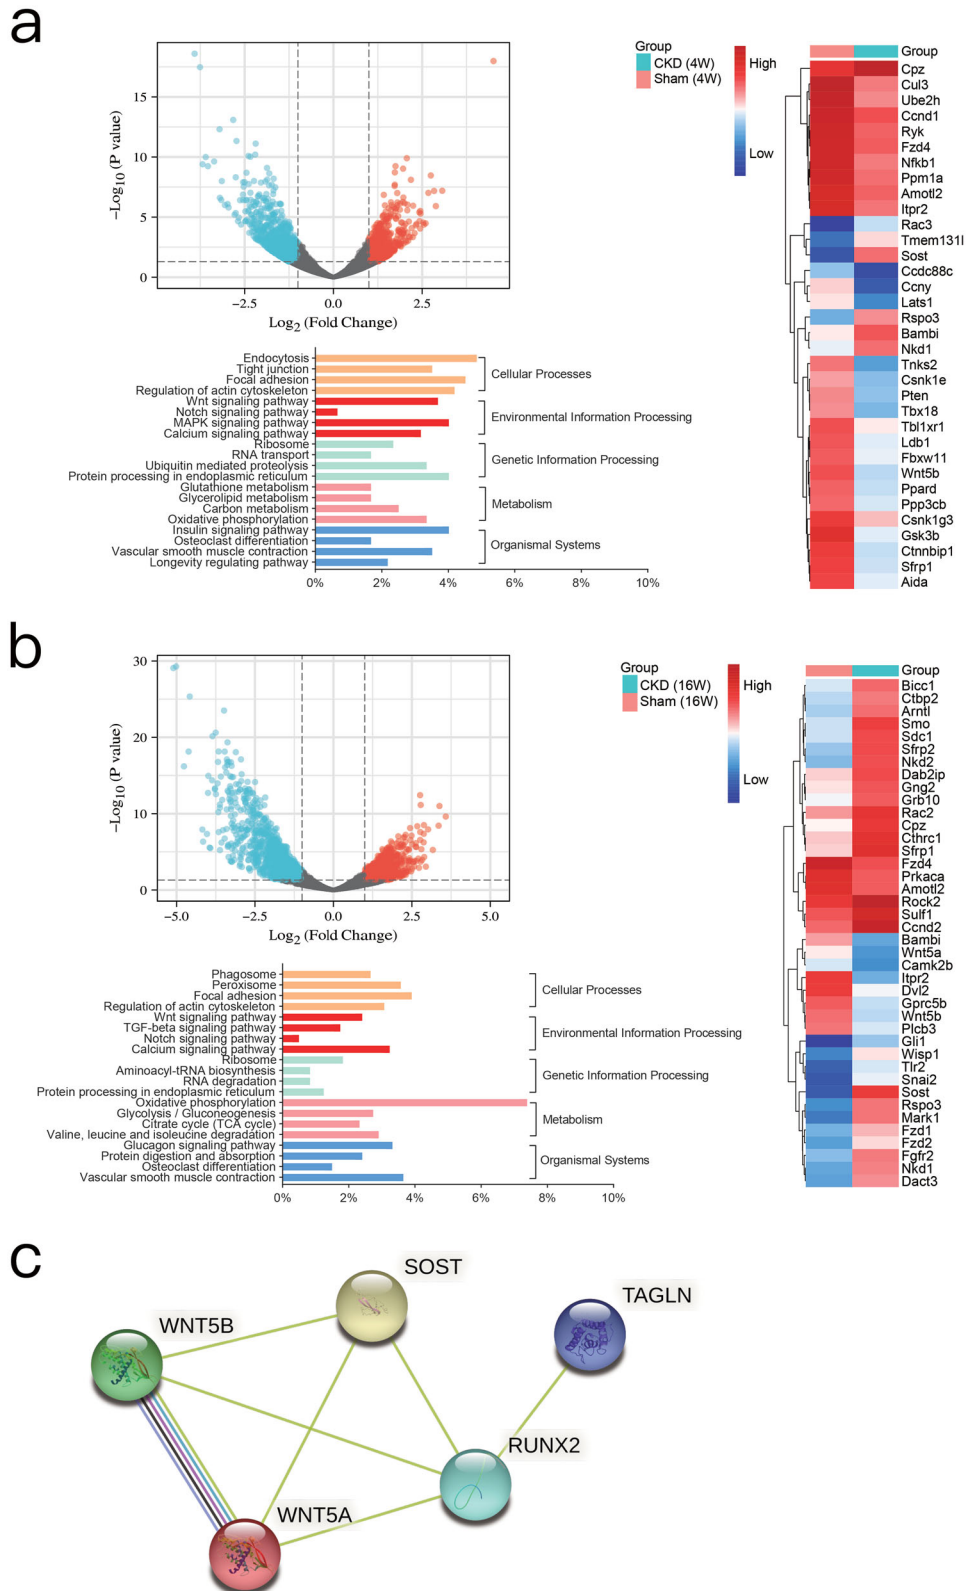 a
15
10
5
0
−Log10 (P value)
−2.5
0.0
2.5
Log2 (Fold Change)
Group
CKD (4W)
Sham (4W)
High
Low
Group
Cpz
Cul3
Ube2h
Ccnd1
Ryk
Fzd4
Nfkb1
Ppm1a
Amotl2
Itpr2
Rac3
Tmem131l
Sost
Ccdc88c
Ccny
Lats1
Rspo3
Bambi
Nkd1
Tnks2
Csnk1e
Pten
Tbx18
Tbl1xr1
Ldb1
Fbxw11
Wnt5b
Ppard
Ppp3cb
Csnk1g3
Gsk3b
Ctnnbip1
Sfrp1
Aida
Endocytosis
Tight junction
Focal adhesion
Regulation of actin cytoskeleton
Wnt signaling pathway
Notch signaling pathway
MAPK signaling pathway
Calcium signaling pathway
Ribosome
RNA transport
Ubiquitin mediated proteolysis
Protein processing in endoplasmic reticulum
Glutathione metabolism
Glycerolipid metabolism
Carbon metabolism
Oxidative phosphorylation
Insulin signaling pathway
Osteoclast differentiation
Vascular smooth muscle contraction
Longevity regulating pathway
Cellular Processes
Environmental Information Processing
Genetic Information Processing
Metabolism
Organismal Systems
0% 2% 4% 6% 8% 10%
b
30
20
10
0
−Log10 (P value)
−5.0
−2.5
0.0
2.5
5.0
Log2 (Fold Change)
Group
CKD (16W)
Sham (16W)
High
Low
Group
Bicc1
Ctbp2
Arntl
Smo
Sdc1
Sfrp2
Nkd2
Dab2ip
Gng2
Grb10
Rac2
Cpz
Cthrc1
Sfrp1
Fzd4
Prkaca
Amotl2
Rock2
Sulf1
Ccnd2
Bambi
Wnt5a
Camk2b
Itpr2
Dvl2
Gprc5b
Wnt5b
Plcb3
Gli1
Wisp1
Tlr2
Snai2
Sost
Rspo3
Mark1
Fzd1
Fzd2
Fgfr2
Nkd1
Dact3
Phagosome
Peroxisome
Focal adhesion
Regulation of actin cytoskeleton
Wnt signaling pathway
TGF-beta signaling pathway
Notch signaling pathway
Calcium signaling pathway
Ribosome
Aminoacyl-tRNA biosynthesis
RNA degradation
Protein processing in endoplasmic reticulum
Oxidative phosphorylation
Glycolysis / Gluconeogenesis
Citrate cycle (TCA cycle)
Valine, leucine and isoleucine degradation
Glucagon signaling pathway
Protein digestion and absorption
Osteoclast differentiation
Vascular smooth muscle contraction
Cellular Processes
Environmental Information Processing
Genetic Information Processing
Metabolism
Organismal Systems
0% 2% 4% 6% 8% 10%
c
SOST
TAGLN
WNT5B
RUNX2
WNT5A